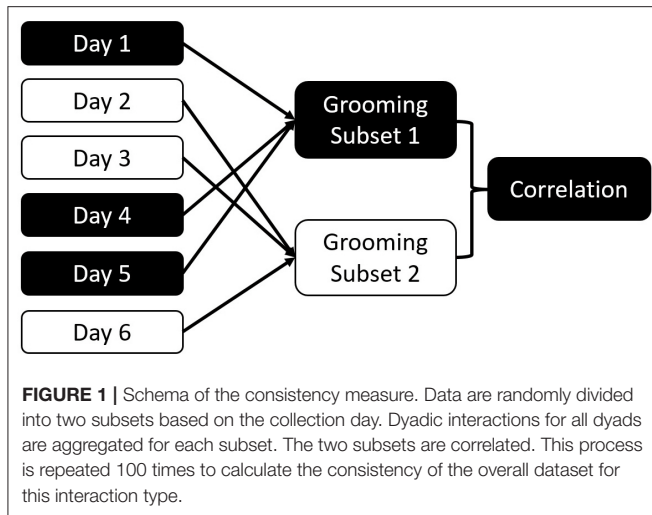 Day 1
Day 2
Day 3
Day 4
Day 5
Day 6
Grooming
Subset 1
Grooming
Subset 2
Correlation
FIGURE 1 | Schema of the consistency measure. Data are randomly divided
into two subsets based on the collection day. Dyadic interactions for all dyads
are aggregated for each subset. The two subsets are correlated. This process
is repeated 100 times to calculate the consistency of the overall dataset for
this interaction type.